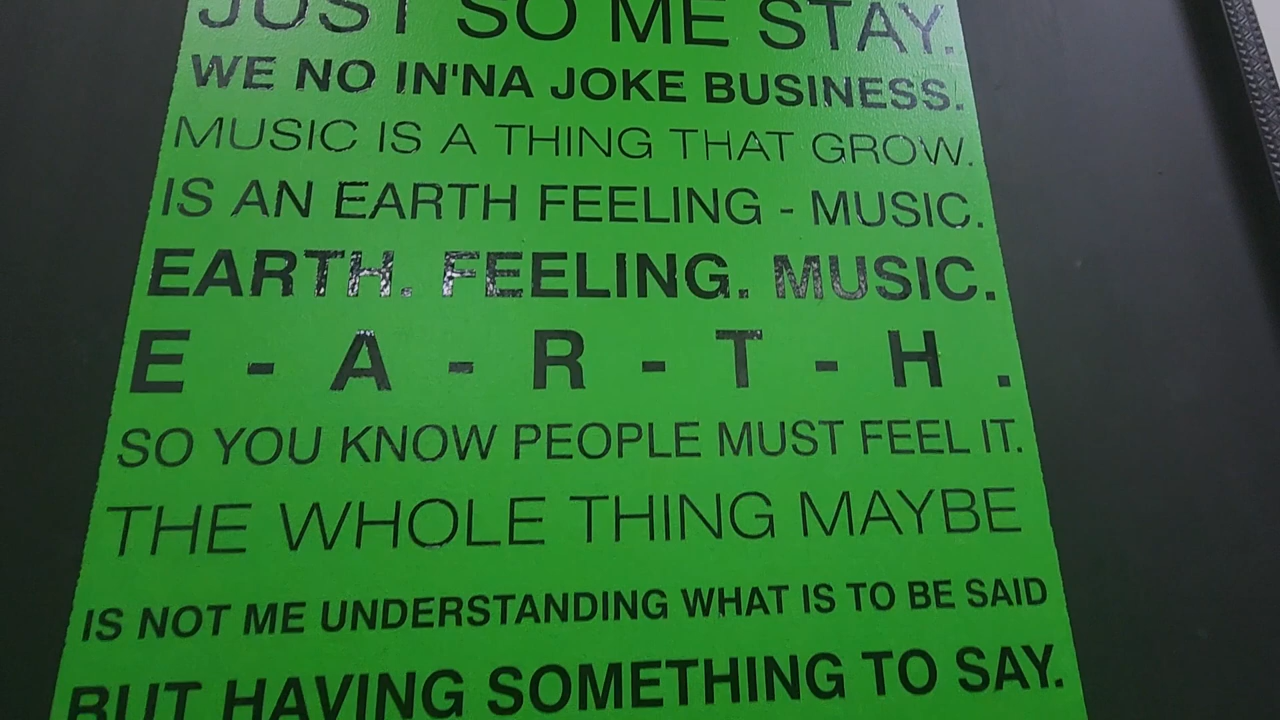 JUST SO ME STAY.
WE NO IN'NA JOKE BUSINESS.
MUSIC IS A THING THAT GROW.
IS AN EARTH FEELING - MUSIC.
EARTH. FEELING. MUSIC.
E - A - R - T - H .
SO YOU KNOW PEOPLE MUST FEEL IT.
THE WHOLE THING MAYBE
IS NOT ME UNDERSTANDING WHAT IS TO BE SAID
BUT HAVING SOMETHING TO SAY.